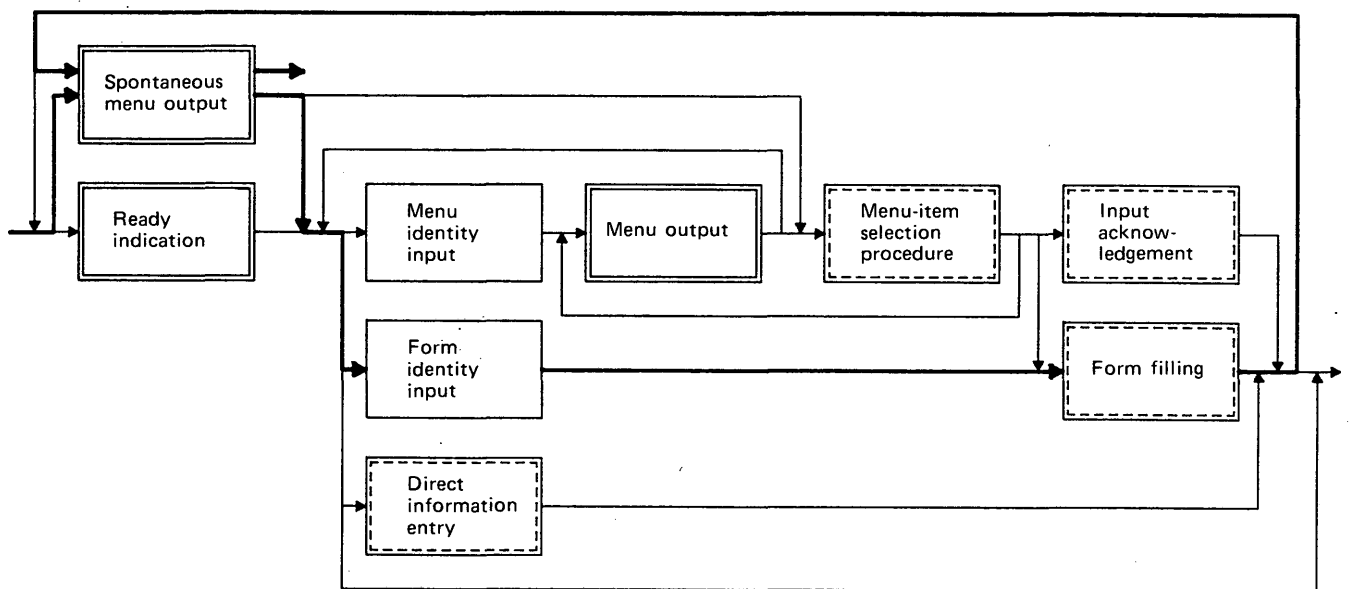 Spontaneous
menu output
Ready
indication
Menu
identity
input
Menu output
Menu-item
selection
procedure
Input
acknow-
ledgement
Form
identity
input
Form filling
Direct
information
entry